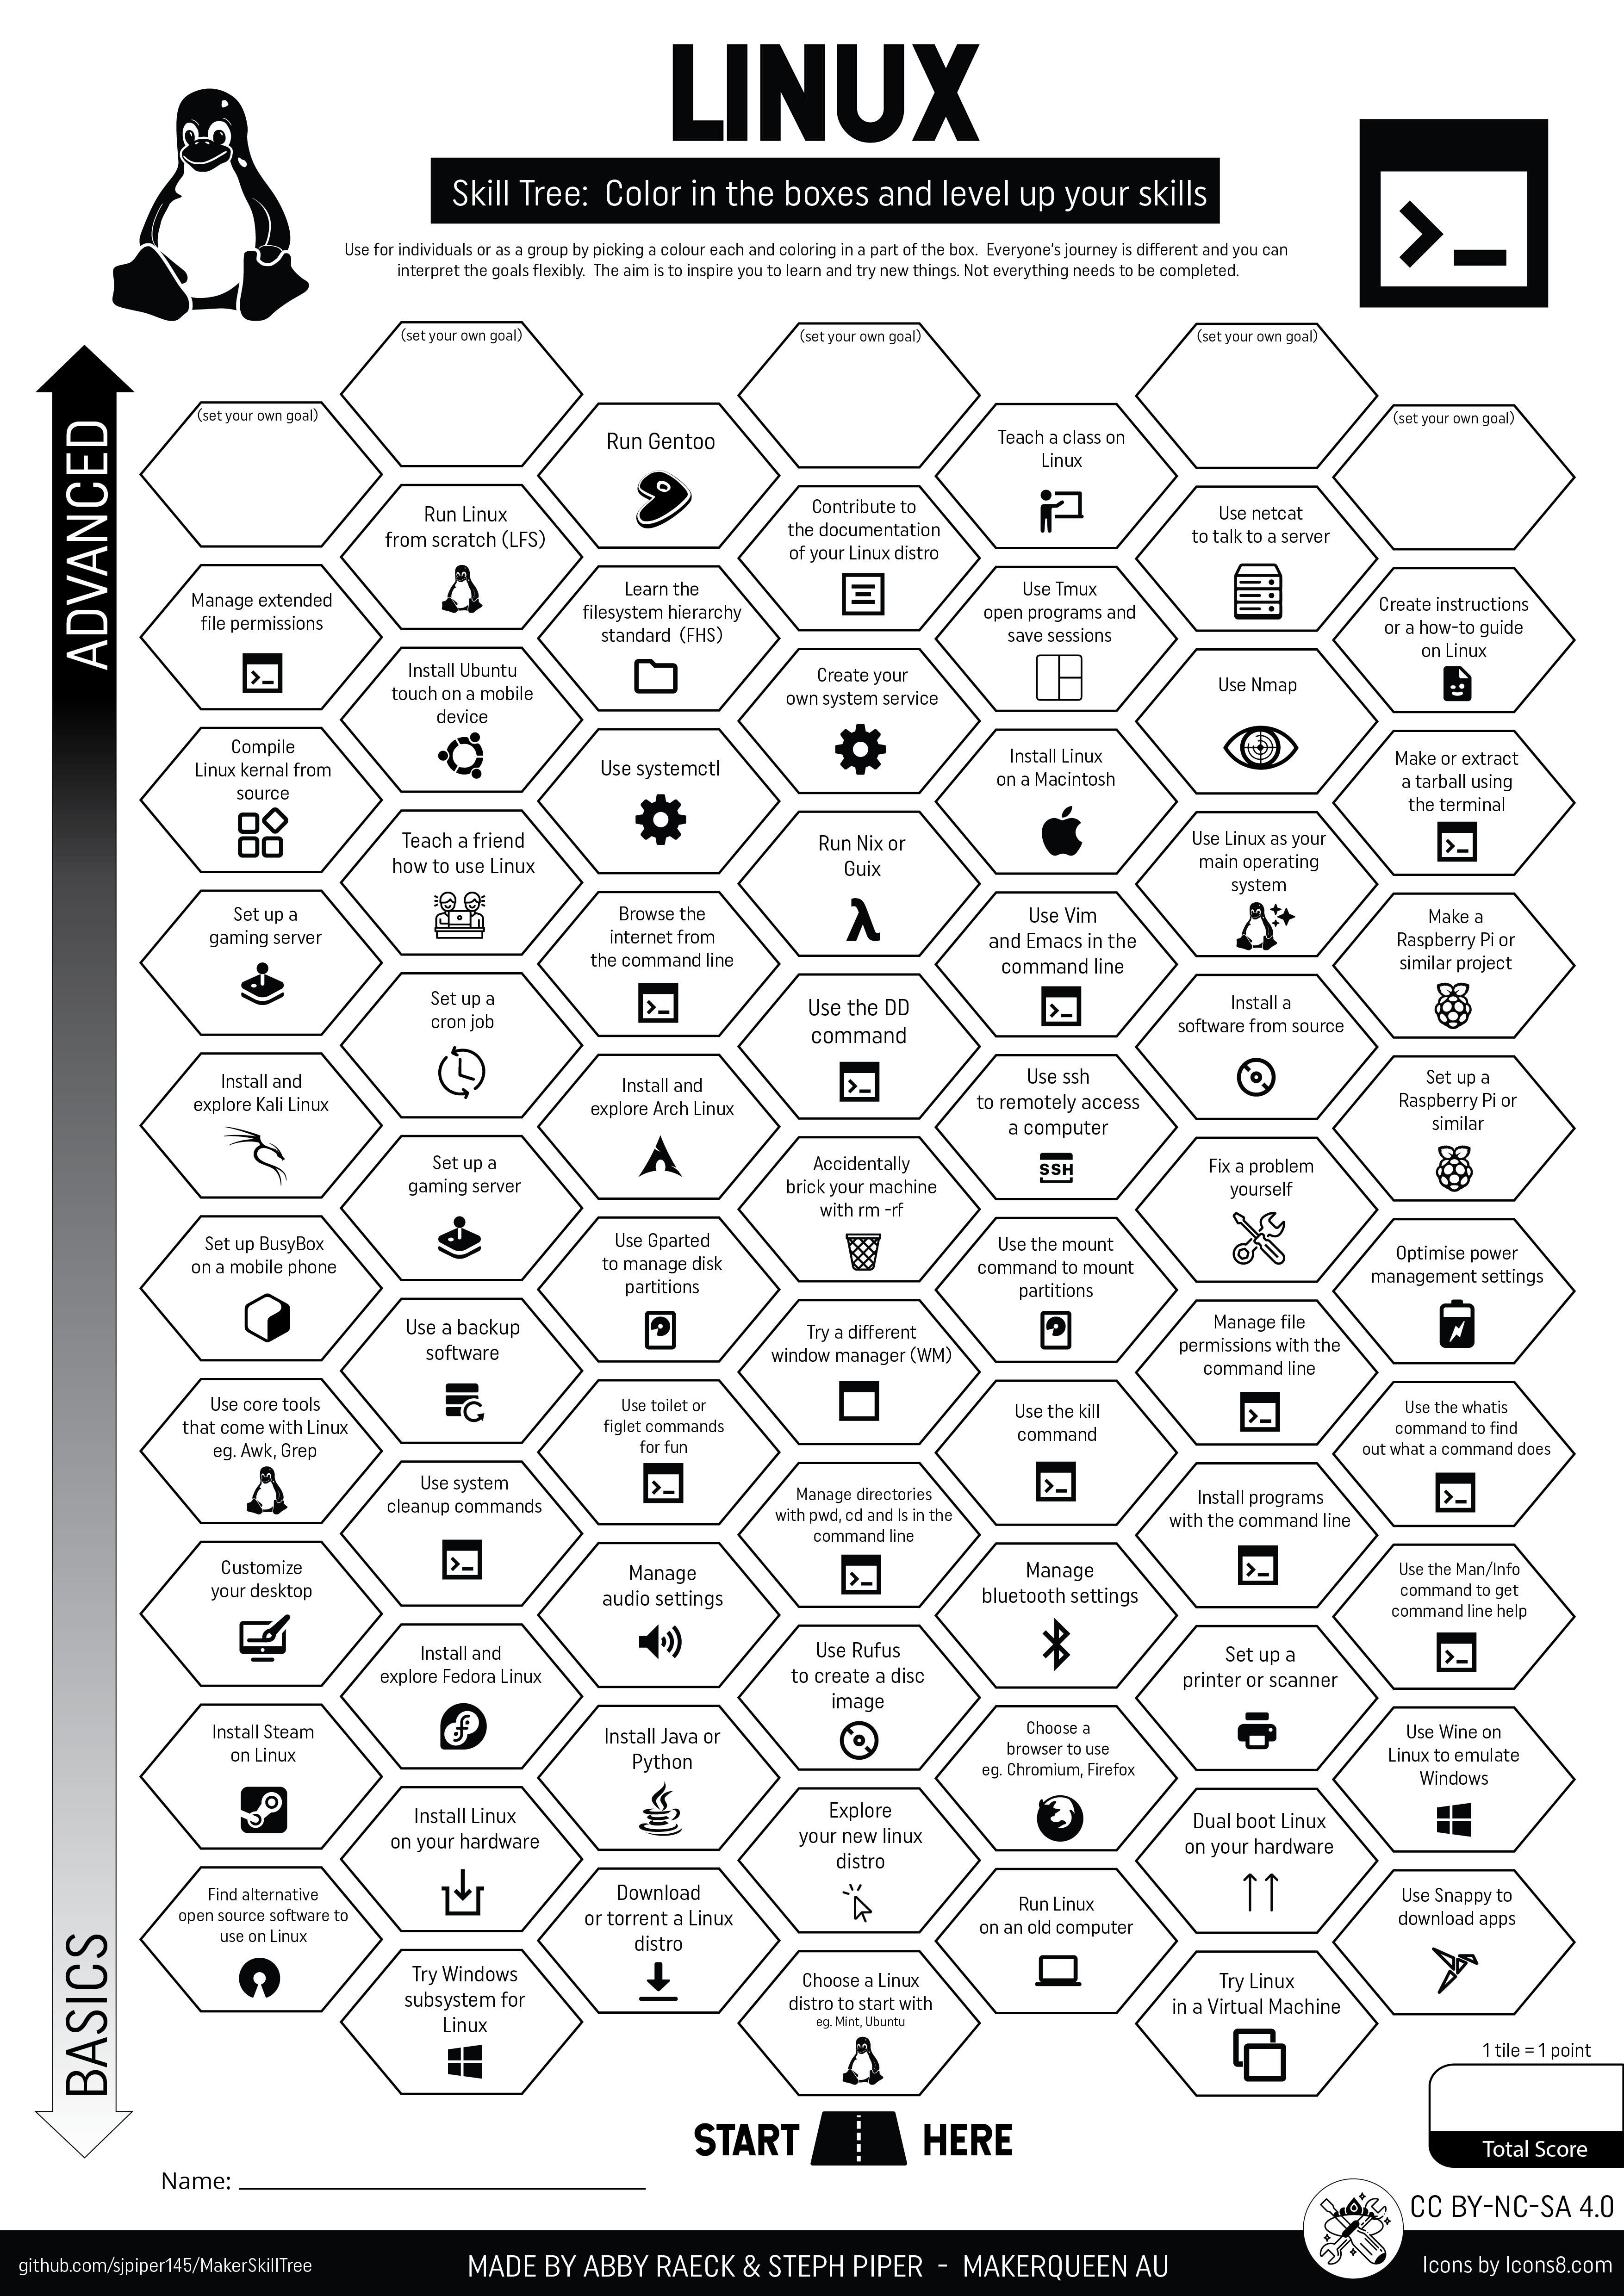 LINUX
Skill Tree: Color in the boxes and level up your skills
Use for individuals or as a group by picking a colour each and coloring in a part of the box. Everyone's journey is different and you can
interpret the goals flexibly. The aim is to inspire you to learn and try new things. Not everything needs to be completed.
ADVANCED
(set your own goal)
(set your own goal)
(set your own goal)
(set your own goal)
(set your own goal)
Run Gentoo
Teach a class on
Linux
Run Linux
from scratch (LFS)
Contribute to
the documentation
of your Linux distro
Use netcat
to talk to a server
Manage extended
file permissions
Learn the
filesystem hierarchy
standard (FHS)
Use Tmux
open programs and
save sessions
Create instructions
or a how-to guide
on Linux
Install Ubuntu
touch on a mobile
device
Create your
own system service
Use Nmap
Compile
Linux kernal from
source
Use systemctl
Install Linux
on a Macintosh
Make or extract
a tarball using
the terminal
Teach a friend
how to use Linux
Run Nix or
Guix
λ
Use Linux as your
main operating
system
Set up a
gaming server
Browse the
internet from
the command line
Use Vim
and Emacs in the
command line
Make a
Raspberry Pi or
similar project
Set up a
cron job
Use the DD
command
Install a
software from source
Install and
explore Kali Linux
Install and
explore Arch Linux
Use ssh
to remotely access
a computer
SSH
Set up a
Raspberry Pi or
similar
Set up a
gaming server
Accidentally
brick your machine
with rm -rf
Fix a problem
yourself
Set up BusyBox
on a mobile phone
Use Gparted
to manage disk
partitions
Use the mount
command to mount
partitions
Optimise power
management settings
Use a backup
software
Try a different
window manager (WM)
Manage file
permissions with the
command line
Use core tools
that come with Linux
eg. Awk, Grep
Use toilet or
figlet commands
for fun
Use the kill
command
Use the whatis
command to find
out what a command does
Use system
cleanup commands
Manage directories
with pwd, cd and ls in the
command line
Install programs
with the command line
Customize
your desktop
Manage
audio settings
Manage
bluetooth settings
Use the Man/Info
command to get
command line help
Install and
explore Fedora Linux
Use Rufus
to create a disc
image
Set up a
printer or scanner
Install Steam
on Linux
Install Java or
Python
Choose a
browser to use
eg. Chromium, Firefox
Use Wine on
Linux to emulate
Windows
Install Linux
on your hardware
Explore
your new linux
distro
Dual boot Linux
on your hardware
Find alternative
open source software to
use on Linux
Download
or torrent a Linux
distro
Run Linux
on an old computer
Use Snappy to
download apps
Try Windows
subsystem for
Linux
Choose a Linux
distro to start with
eg. Mint, Ubuntu
Try Linux
in a Virtual Machine
BASICS
1 tile = 1 point
Total Score
START HERE
Name:
CC BY-NC-SA 4.0
github.com/sjpiper145/MakerSkillTree
MADE BY ABBY RAECK & STEPH PIPER - MAKERQUEEN AU
Icons by Icons8.com